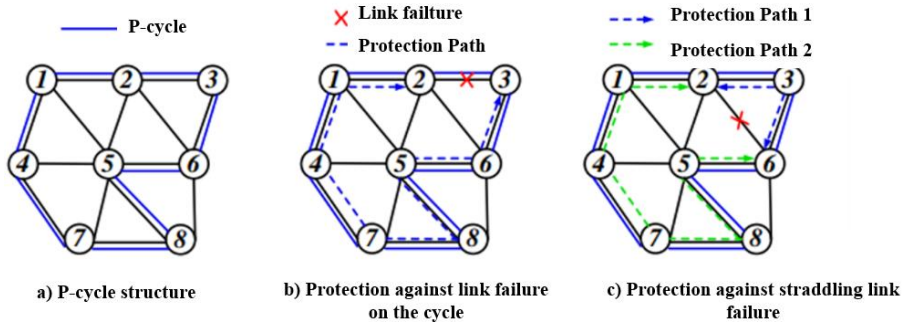 P-cycle
Link failture
Protection Path
Protection Path 1
Protection Path 2
1 2 3
4 5 6
7 8
1 2 3
4 5 6
7 8
1 2 3
4 5 6
7 8
a) P-cycle structure
b) Protection against link failure
on the cycle
c) Protection against straddling link
failure